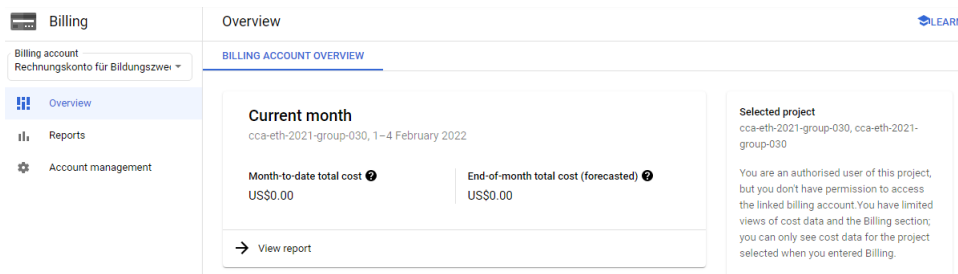 Billing
Overview
LEARN
Billing account
Rechnungskonto für Bildungszwe
BILLING ACCOUNT OVERVIEW
Overview
Reports
Account management
Current month
cca-eth-2021-group-030, 1–4 February 2022
Month-to-date total cost ?
US$0.00
End-of-month total cost (forecasted) ?
US$0.00
View report
Selected project
cca-eth-2021-group-030, cca-eth-2021-
group-030
You are an authorised user of this project,
but you don't have permission to access
the linked billing account.You have limited
views of cost data and the Billing section;
you can only see cost data for the project
selected when you entered Billing.